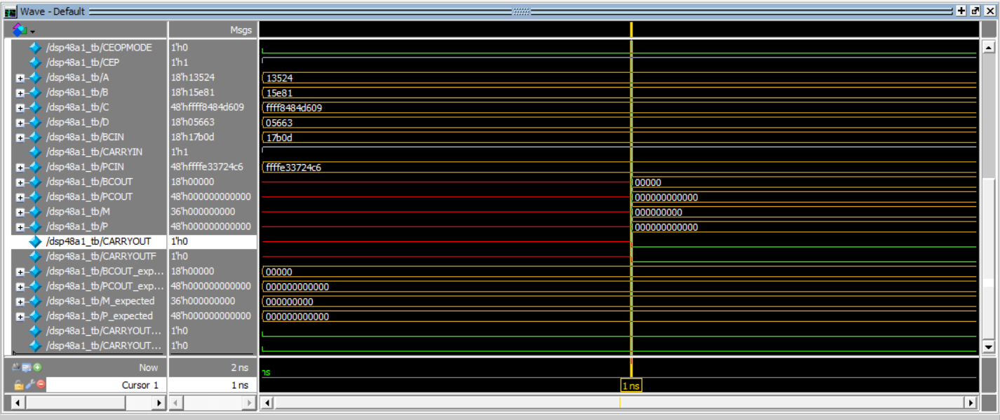 Wave - Default
Msgs
/dsp48a1_tb/CEOPMODE 1'h0
/dsp48a1_tb/CEP 1'h1
/dsp48a1_tb/A 18'h13524 13524
/dsp48a1_tb/B 18'h15e81 15e81
/dsp48a1_tb/C 48'hffff8484d609 ffff8484d609
/dsp48a1_tb/D 18'h05663 05663
/dsp48a1_tb/BCIN 18'h17b0d 17b0d
/dsp48a1_tb/CARRYIN 1'h1
/dsp48a1_tb/PCIN 48'hffffe33724c6 ffffe33724c6
/dsp48a1_tb/BCOUT 18'h00000 00000
/dsp48a1_tb/PCOUT 48'h000000000000 000000000000
/dsp48a1_tb/M 36'h000000000 000000000
/dsp48a1_tb/P 48'h000000000000 000000000000
/dsp48a1_tb/CARRYOUT 1'h0
/dsp48a1_tb/CARRYOUTF 1'h0
/dsp48a1_tb/BCOUT_exp... 18'h00000 00000
/dsp48a1_tb/PCOUT_exp... 48'h000000000000 000000000000
/dsp48a1_tb/M_expected 36'h000000000 000000000
/dsp48a1_tb/P_expected 48'h000000000000 000000000000
/dsp48a1_tb/CARRYOUT... 1'h0
/dsp48a1_tb/CARRYOUT... 1'h0
Now 2 ns ns
Cursor 1 1 ns 1 ns